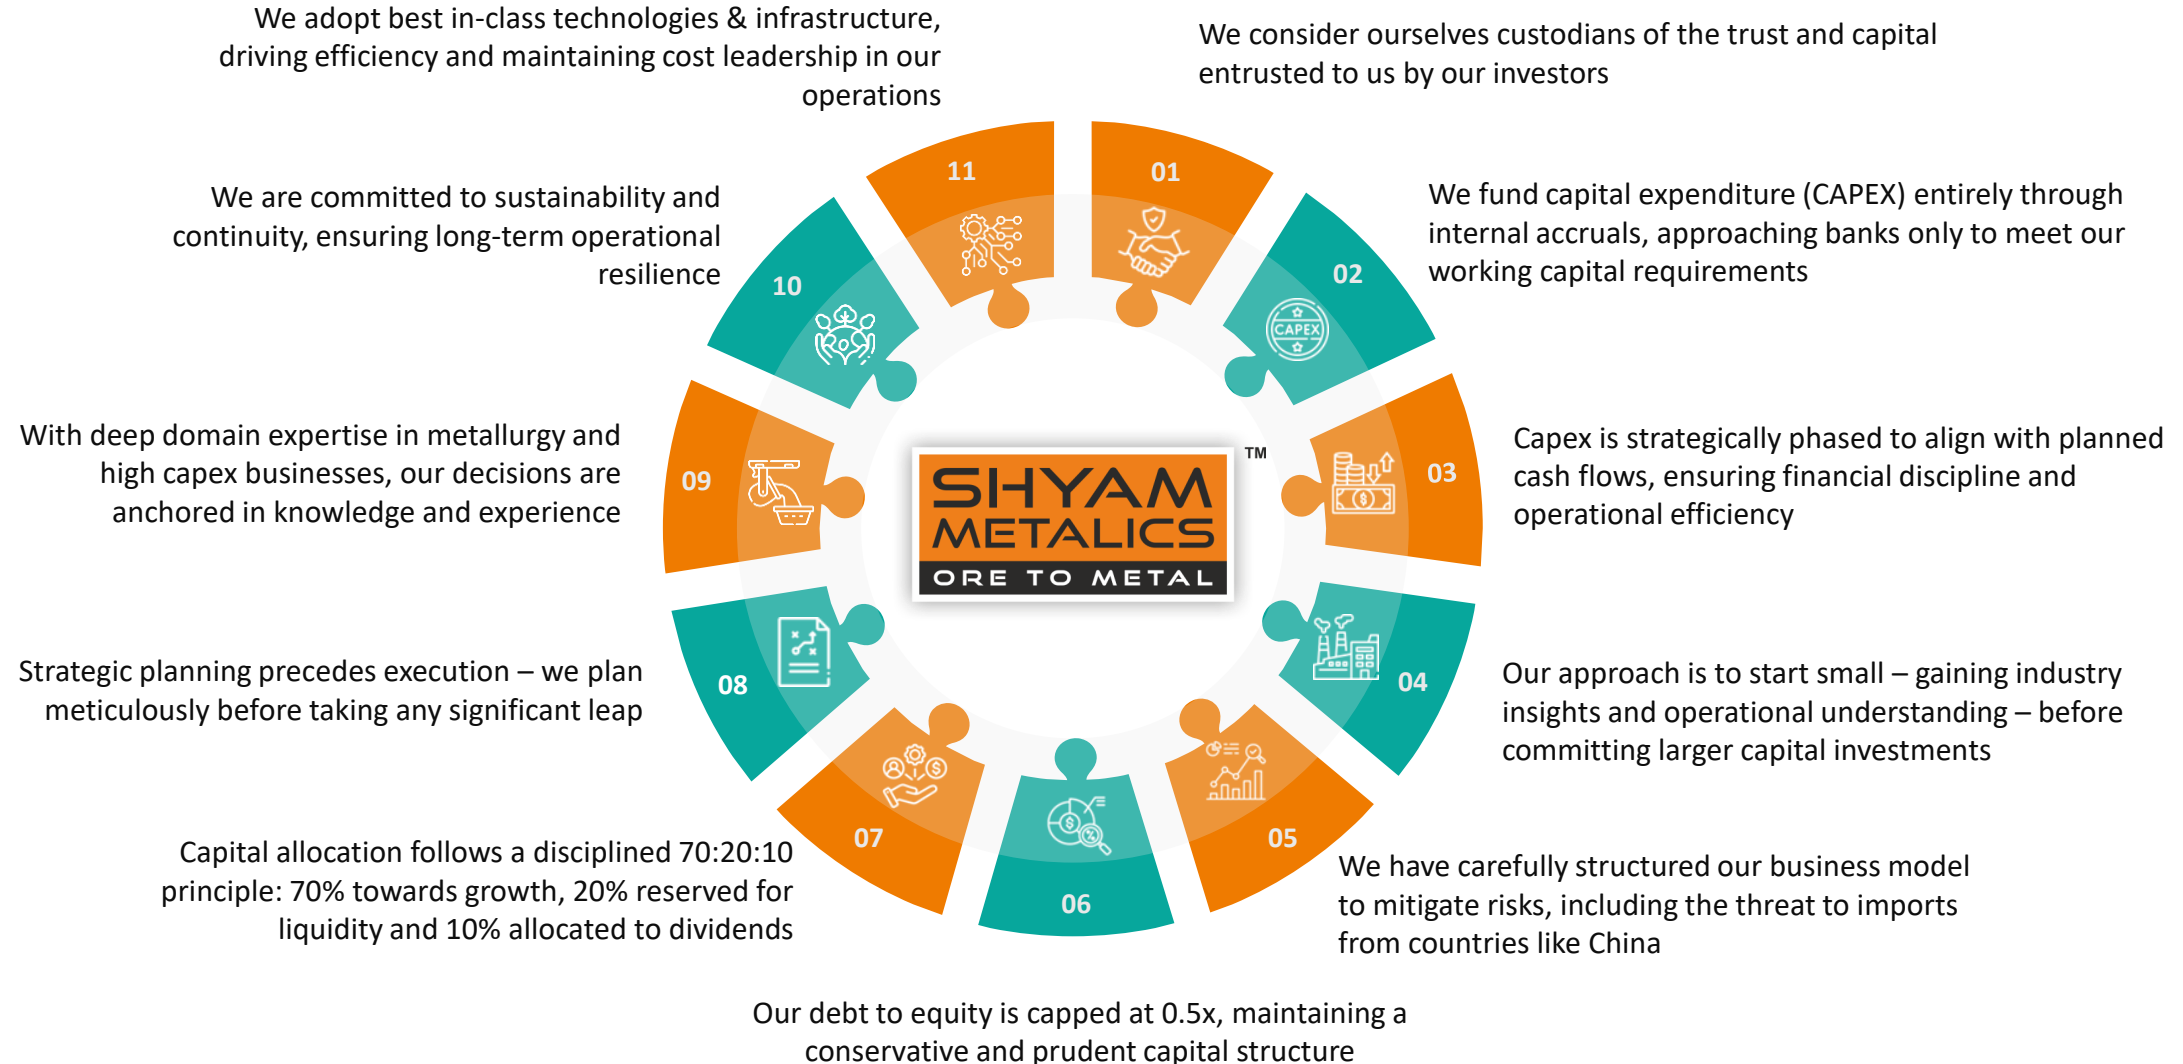 We consider ourselves custodians of the trust and capital
entrusted to us by our investors
01
We fund capital expenditure (CAPEX) entirely through
internal accruals, approaching banks only to meet our
working capital requirements
02
CAPEX
Capex is strategically phased to align with planned
cash flows, ensuring financial discipline and
operational efficiency
03
Our approach is to start small – gaining industry
insights and operational understanding – before
committing larger capital investments
04
We have carefully structured our business model
to mitigate risks, including the threat to imports
from countries like China
05
Our debt to equity is capped at 0.5x, maintaining a
conservative and prudent capital structure
06
Capital allocation follows a disciplined 70:20:10
principle: 70% towards growth, 20% reserved for
liquidity and 10% allocated to dividends
07
Strategic planning precedes execution – we plan
meticulously before taking any significant leap
08
With deep domain expertise in metallurgy and
high capex businesses, our decisions are
anchored in knowledge and experience
09
We are committed to sustainability and
continuity, ensuring long-term operational
resilience
10
We adopt best in-class technologies & infrastructure,
driving efficiency and maintaining cost leadership in our
operations
11
SHYAM
METALICS
ORE TO METAL
TM